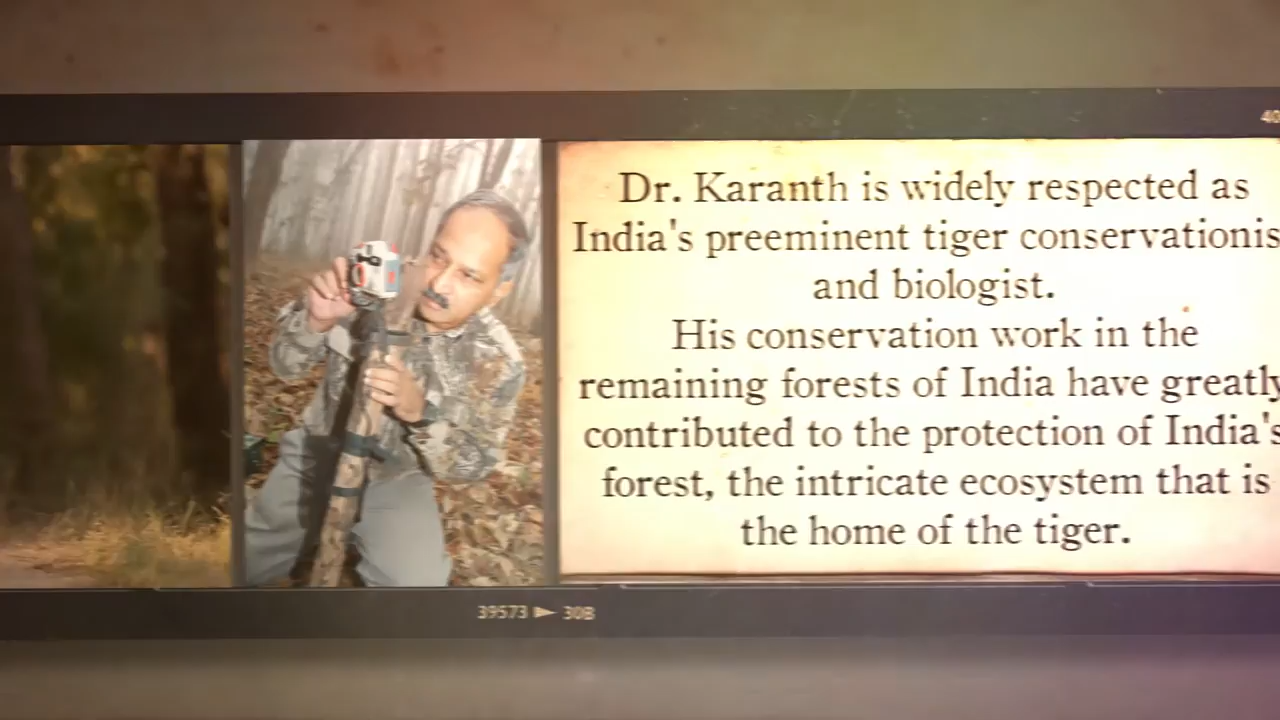 40
Dr. Karanth is widely respected as
India's preeminent tiger conservationis
and biologist.
His conservation work in the
remaining forests of India have greatly
contributed to the protection of India's
forest, the intricate ecosystem that is
the home of the tiger.
39573 ► 30B